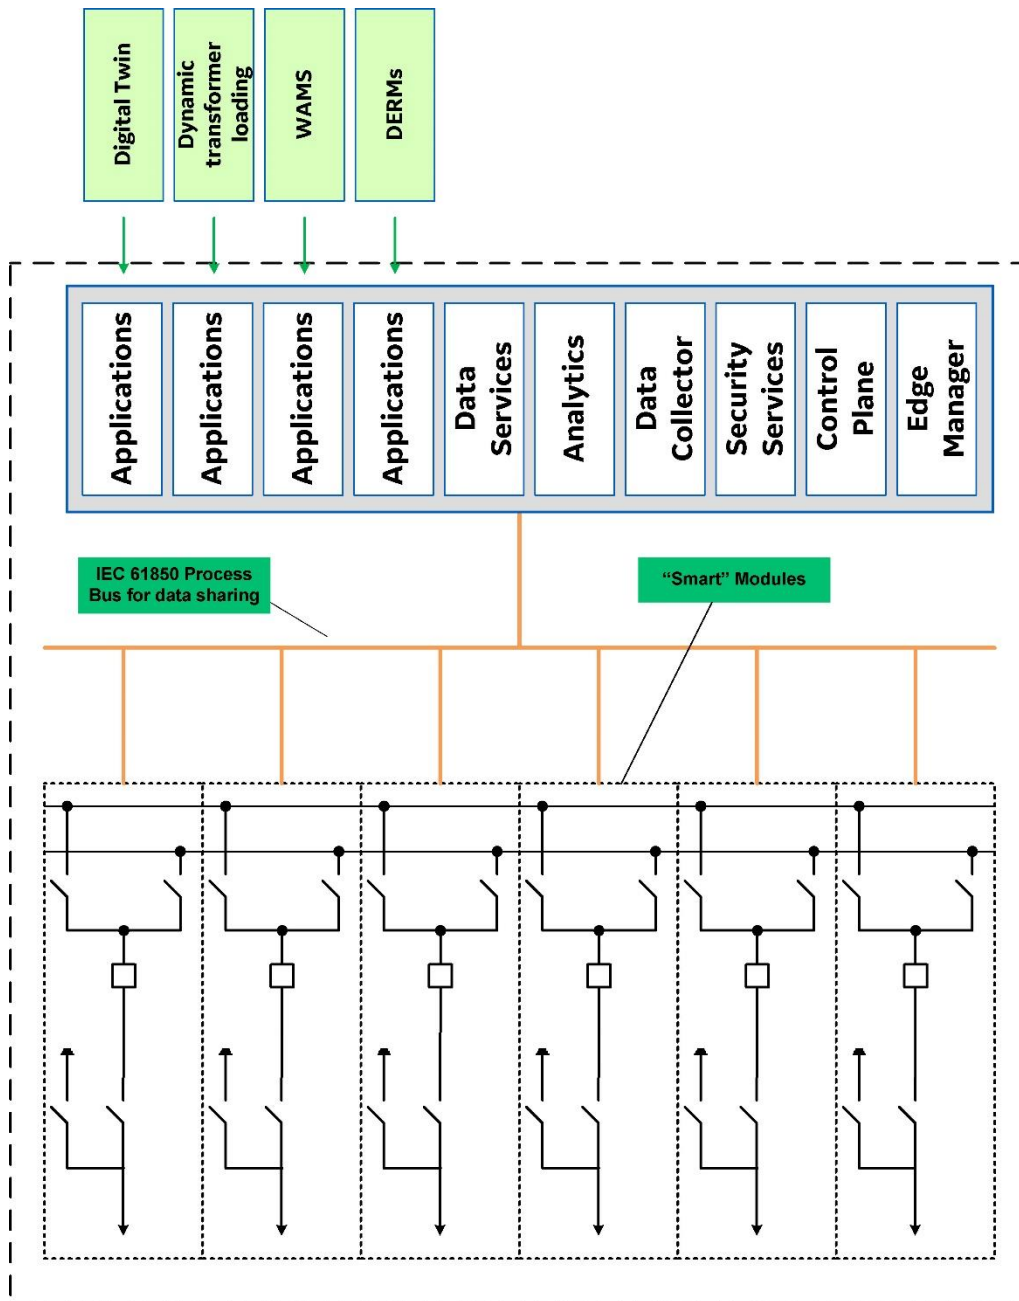 Digital Twin
Dynamic
transformer
loading
WAMS
DERMs
Applications
Applications
Applications
Applications
Data
Services
Analytics
Data
Collector
Security
Services
Control
Plane
Edge
Manager
IEC 61850 Process
Bus for data sharing
“Smart” Modules